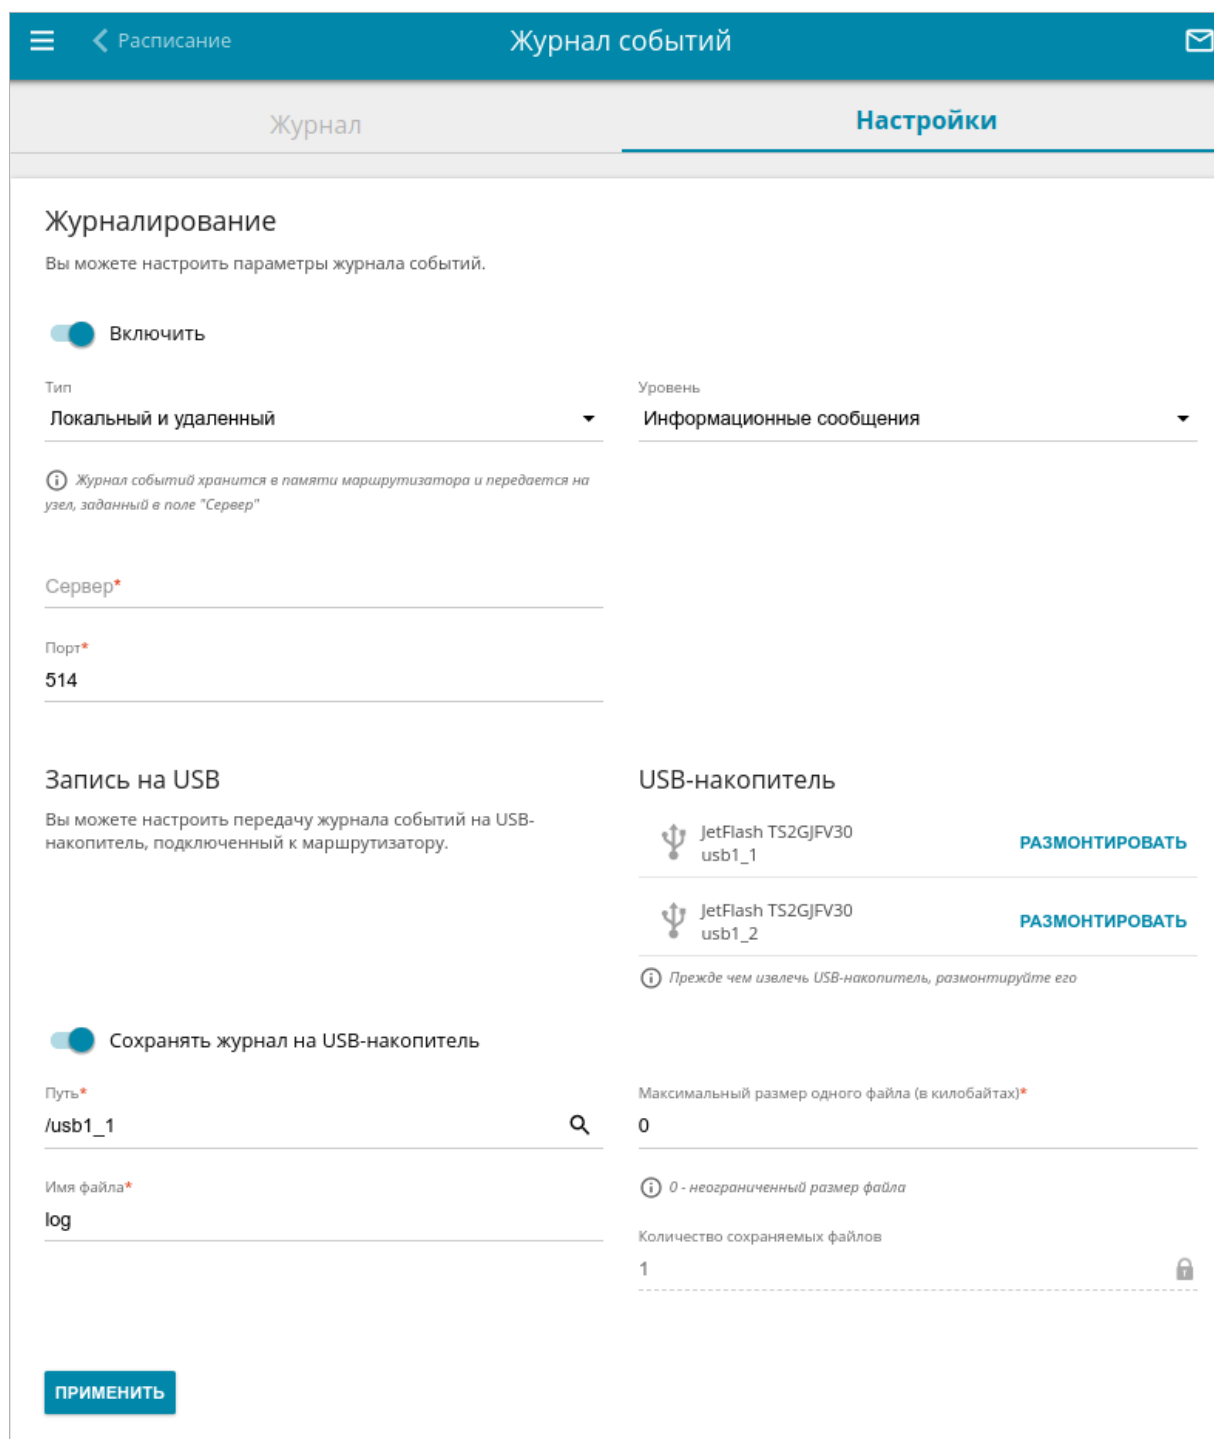 Расписание
Журнал событий
Журнал
Настройки
Журналирование
Вы можете настроить параметры журнала событий.
Включить
Тип
Локальный и удаленный
Уровень
Информационные сообщения
Журнал событий хранится в памяти маршрутизатора и передается на
узел, заданный в поле "Сервер"
Сервер*
Порт*
514
Запись на USB
Вы можете настроить передачу журнала событий на USB-
накопитель, подключенный к маршрутизатору.
USB-накопитель
JetFlash TS2GJFV30
usb1_1
РАЗМОНТИРОВАТЬ
JetFlash TS2GJFV30
usb1_2
РАЗМОНТИРОВАТЬ
Прежде чем извлечь USB-накопитель, размонтируйте его
Сохранять журнал на USB-накопитель
Путь*
/usb1_1
Максимальный размер одного файла (в килобайтах)*
0
Имя файла*
log
0 - неограниченный размер файла
Количество сохраняемых файлов
1
ПРИМЕНИТЬ